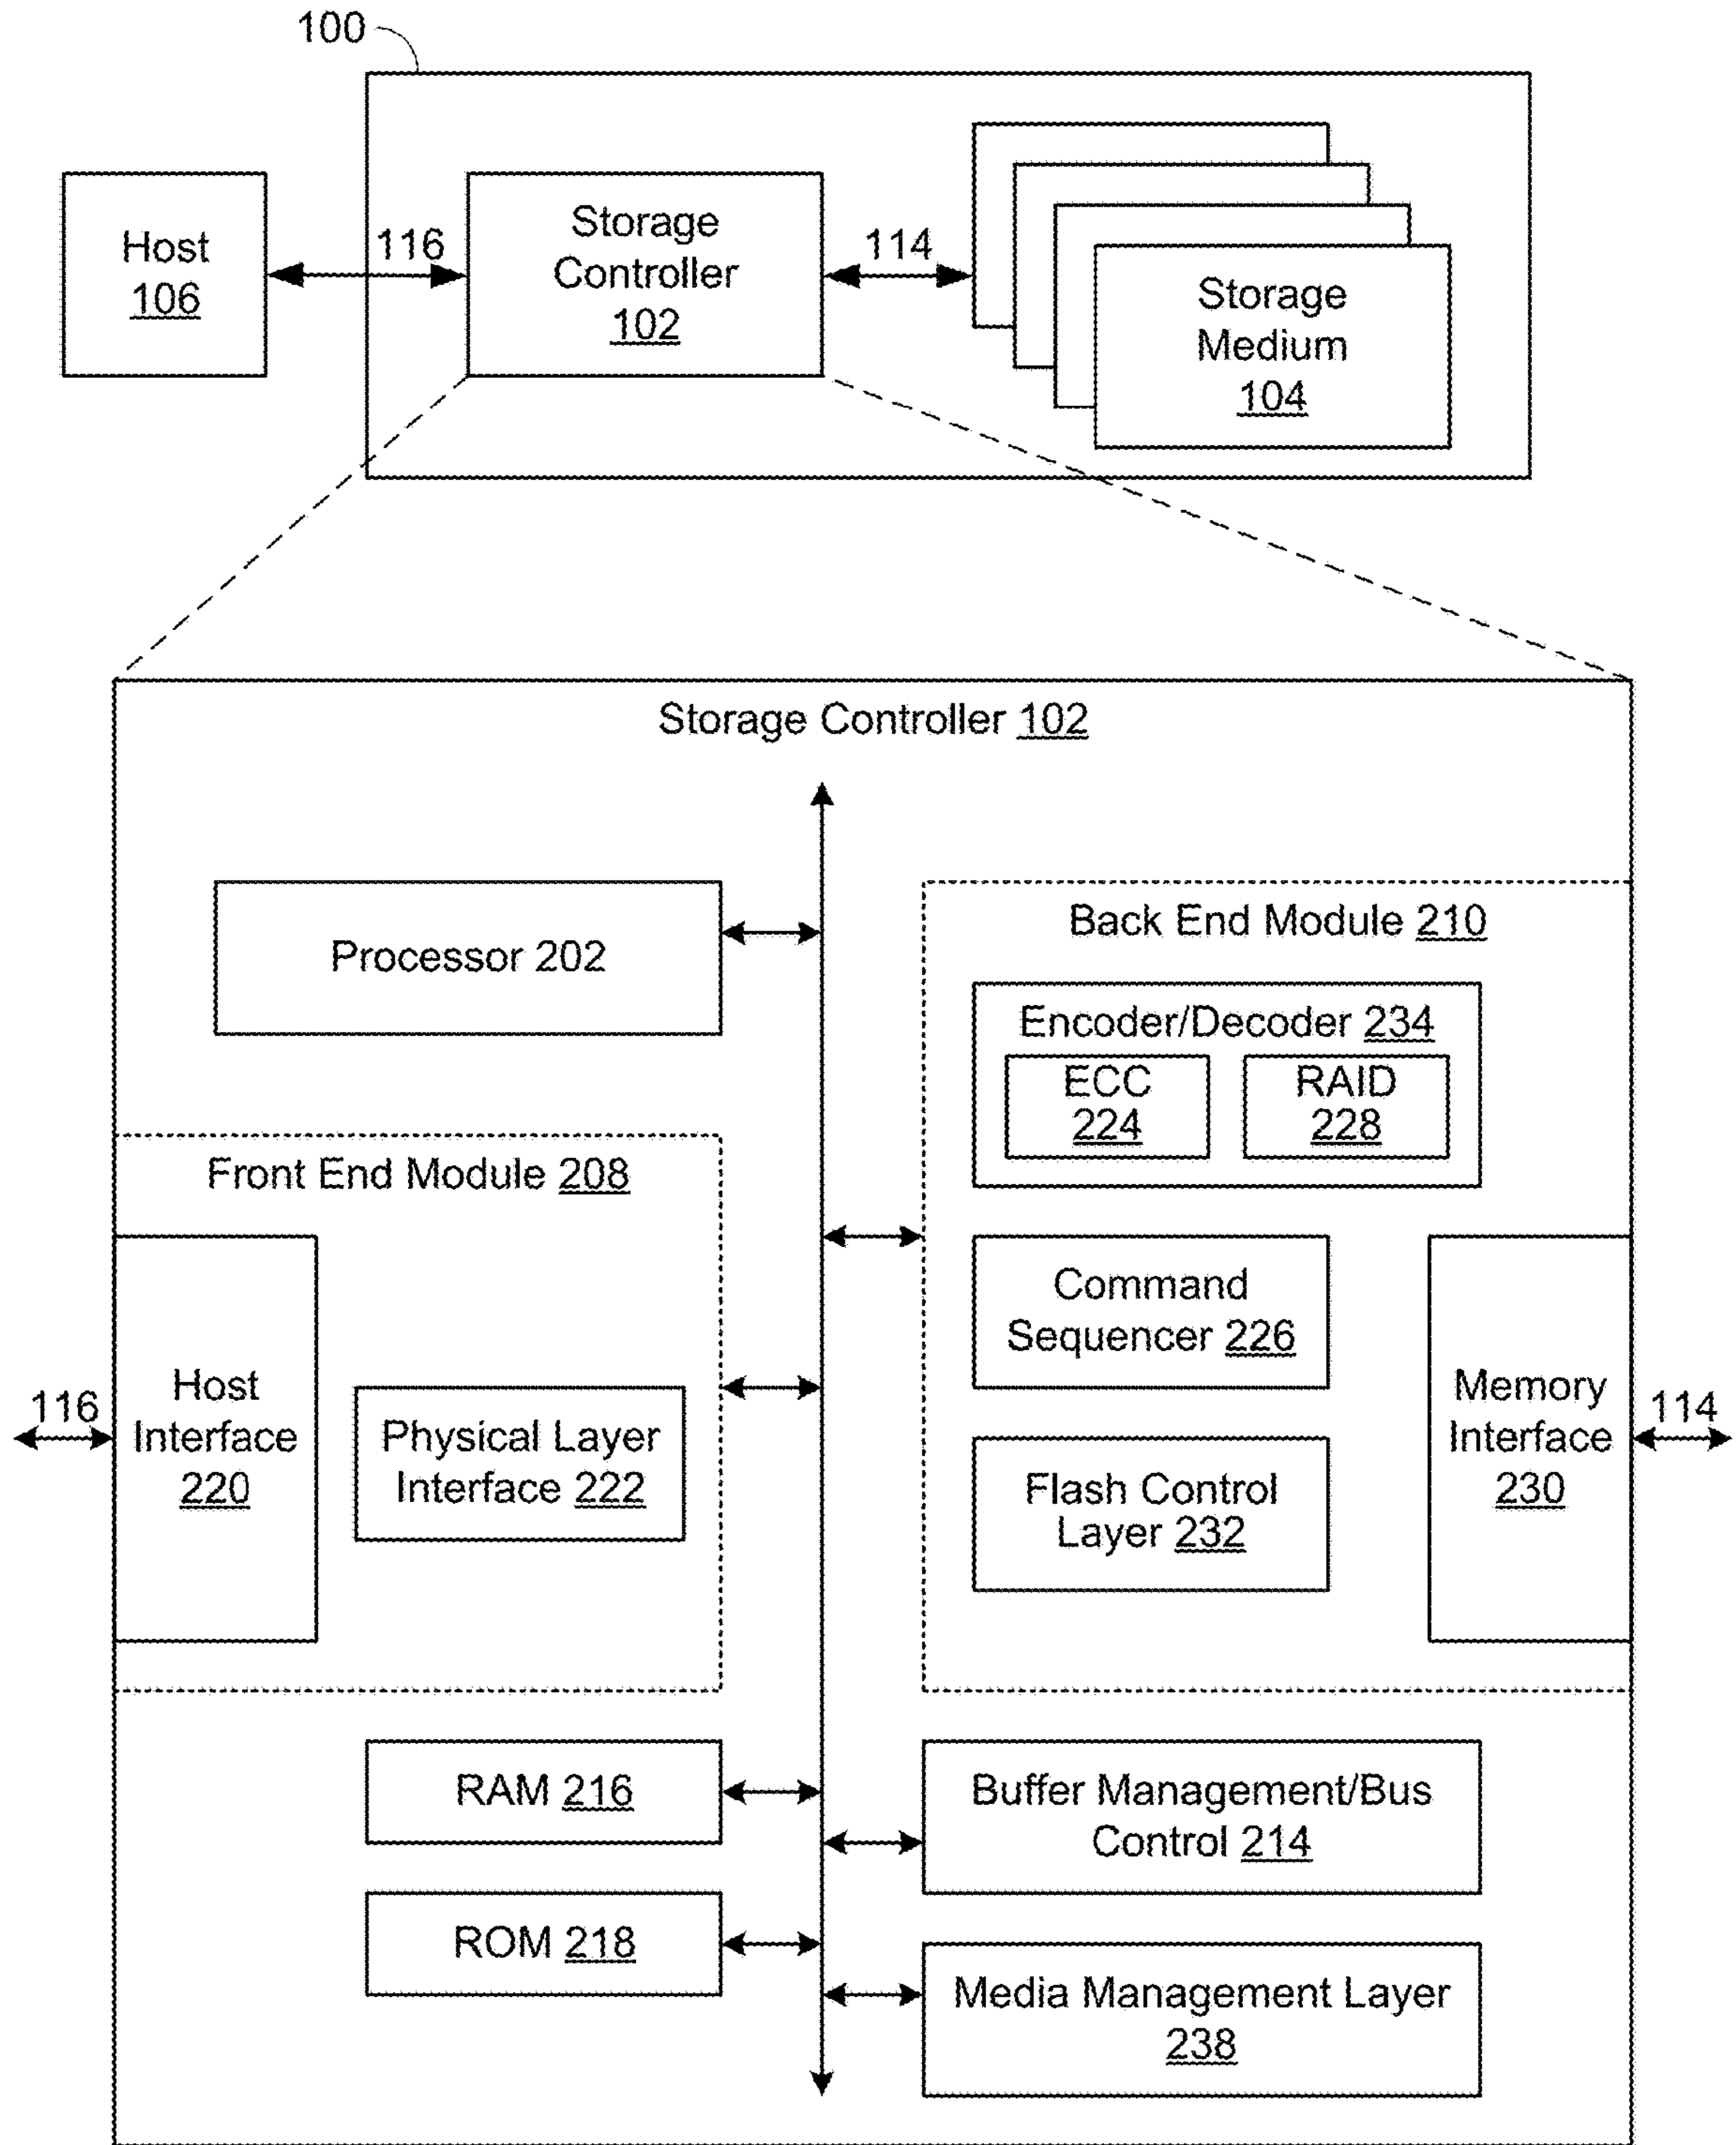 100
Host
106
116
Storage
Controller
102
114
Storage
Medium
104
Storage Controller 102
Processor 202
Back End Module 210
Encoder/Decoder 234
ECC
224
RAID
228
Front End Module 208
Command
Sequencer 226
116
Host
Interface
220
Physical Layer
Interface 222
Flash Control
Layer 232
Memory
Interface
230
114
RAM 216
Buffer Management/Bus
Control 214
ROM 218
Media Management Layer
238